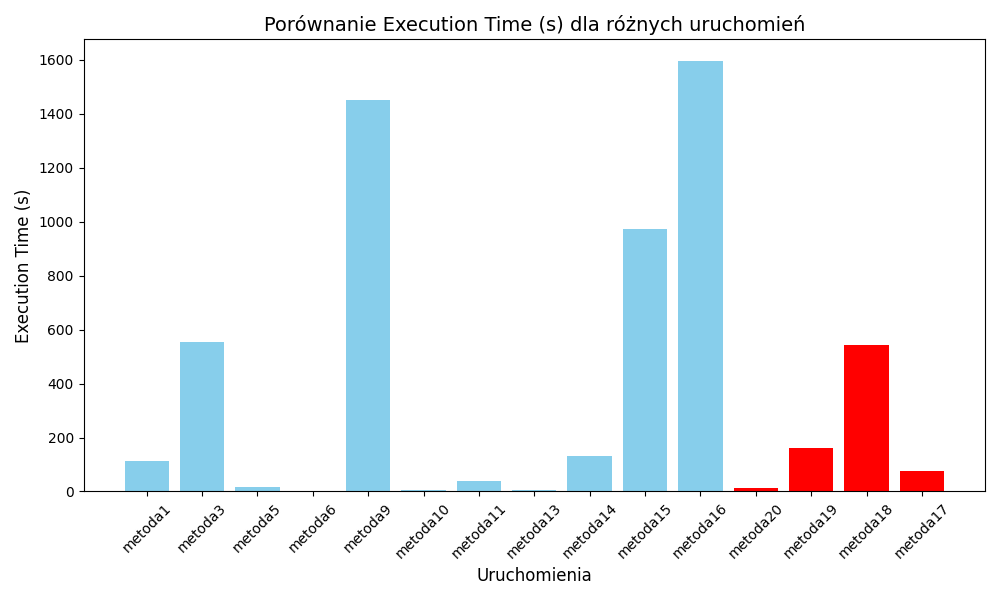 Porównanie Execution Time (s) dla różnych uruchomień
Execution Time (s)
1600
1400
1200
1000
800
600
400
200
0
metoda1
metoda3
metoda5
metoda6
metoda9
metoda10
metoda11
metoda13
metoda14
metoda15
metoda16
metoda20
metoda19
metoda18
metoda17
Uruchomienia